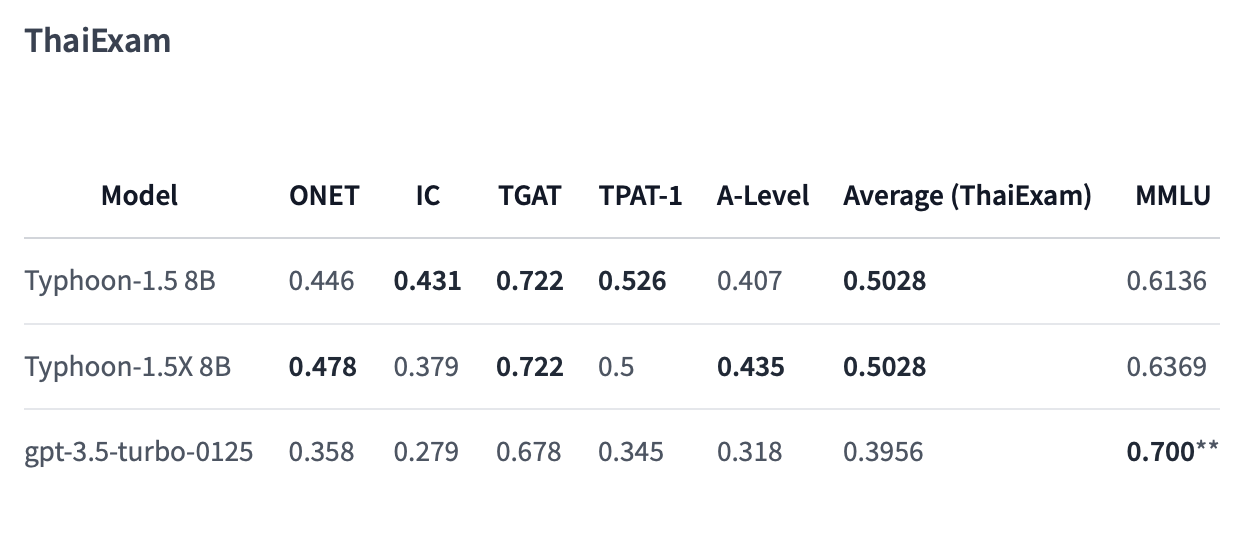 ThaiExam
Model ONET IC TGAT TPAT-1 A-Level Average (ThaiExam) MMLU
Typhoon-1.5 8B 0.446 0.431 0.722 0.526 0.407 0.5028 0.6136
Typhoon-1.5X 8B 0.478 0.379 0.722 0.5 0.435 0.5028 0.6369
gpt-3.5-turbo-0125 0.358 0.279 0.678 0.345 0.318 0.3956 0.700**